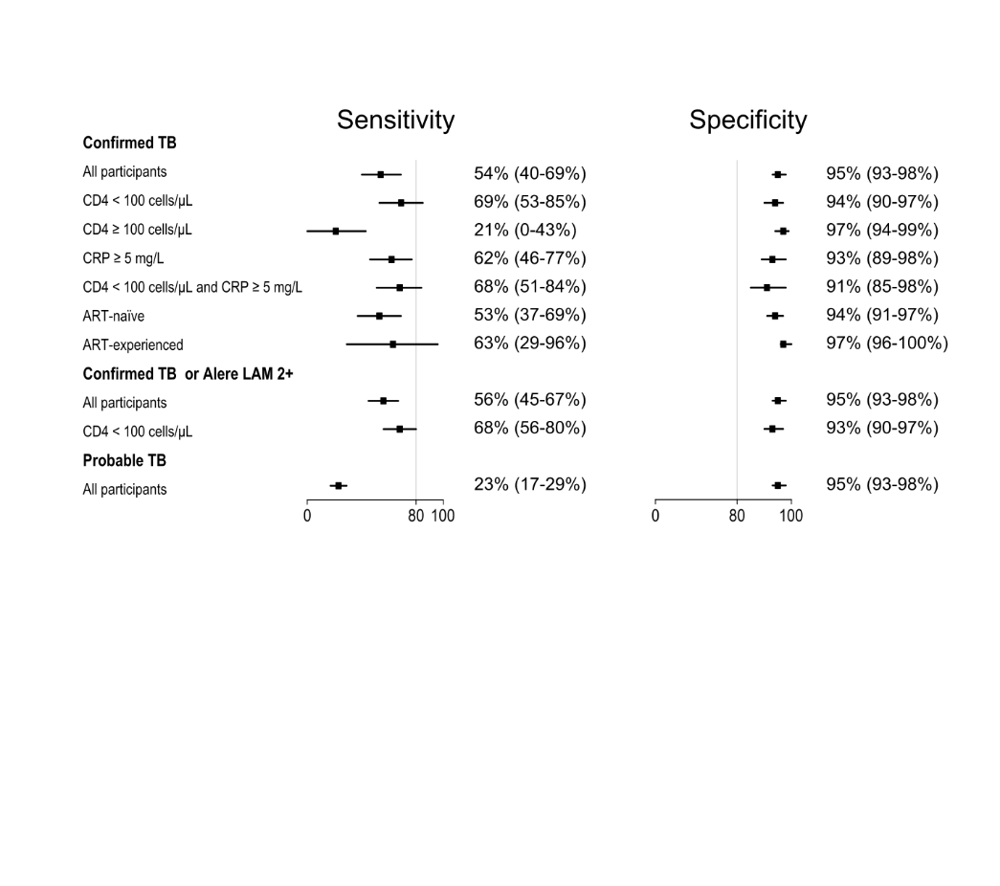 Sensitivity Specificity
Confirmed TB
All participants 54% (40-69%) 95% (93-98%)
CD4 < 100 cells/µL 69% (53-85%) 94% (90-97%)
CD4 ≥ 100 cells/µL 21% (0-43%) 97% (94-99%)
CRP ≥ 5 mg/L 62% (46-77%) 93% (89-98%)
CD4 < 100 cells/µL and CRP ≥ 5 mg/L 68% (51-84%) 91% (85-98%)
ART-naïve 53% (37-69%) 94% (91-97%)
ART-experienced 63% (29-96%) 97% (96-100%)
Confirmed TB or Alere LAM 2+
All participants 56% (45-67%) 95% (93-98%)
CD4 < 100 cells/µL 68% (56-80%) 93% (90-97%)
Probable TB
All participants 23% (17-29%) 95% (93-98%)
0 80 100 0 80 100